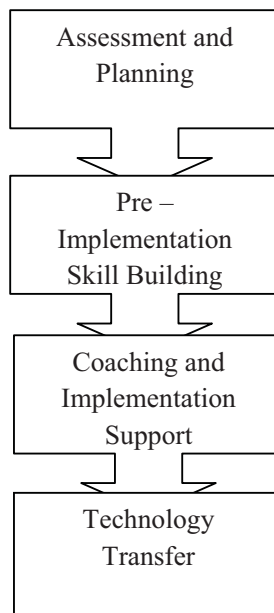 Assessment and
Planning
Pre –
Implementation
Skill Building
Coaching and
Implementation
Support
Technology
Transfer